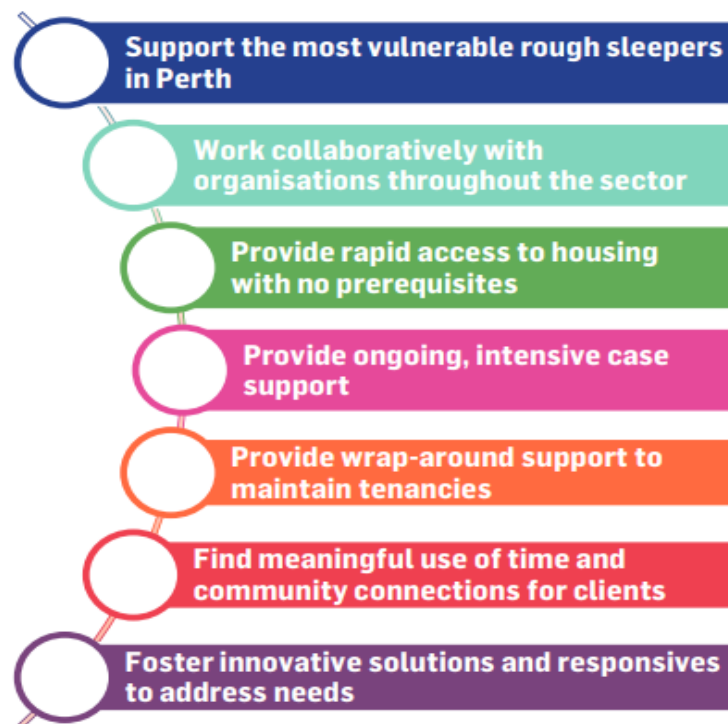 Support the most vulnerable rough sleepers
in Perth
Work collaboratively with
organisations throughout the sector
Provide rapid access to housing
with no prerequisites
Provide ongoing, intensive case
support
Provide wrap-around support to
maintain tenancies
Find meaningful use of time and
community connections for clients
Foster innovative solutions and responsives
to address needs